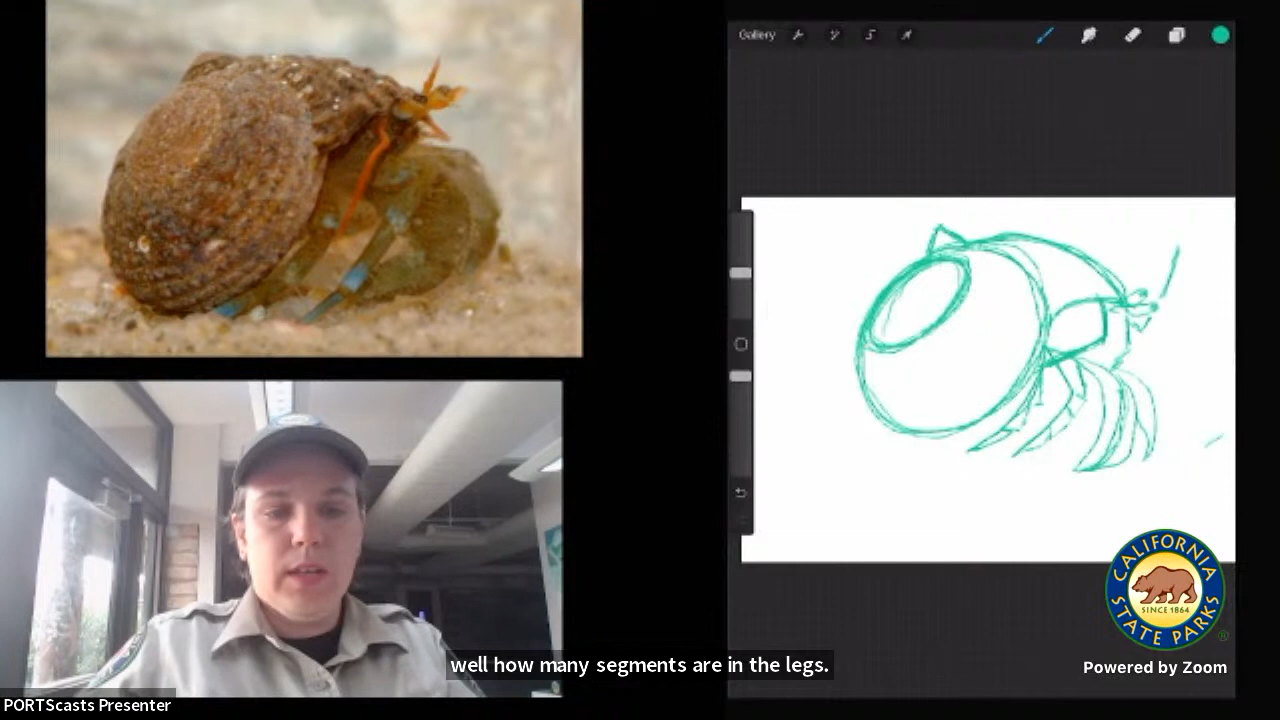 Gallery
CALIFORNIA
STATE PARKS
SINCE 1864
®
Powered by Zoom
well how many segments are in the legs.
PORTScasts Presenter